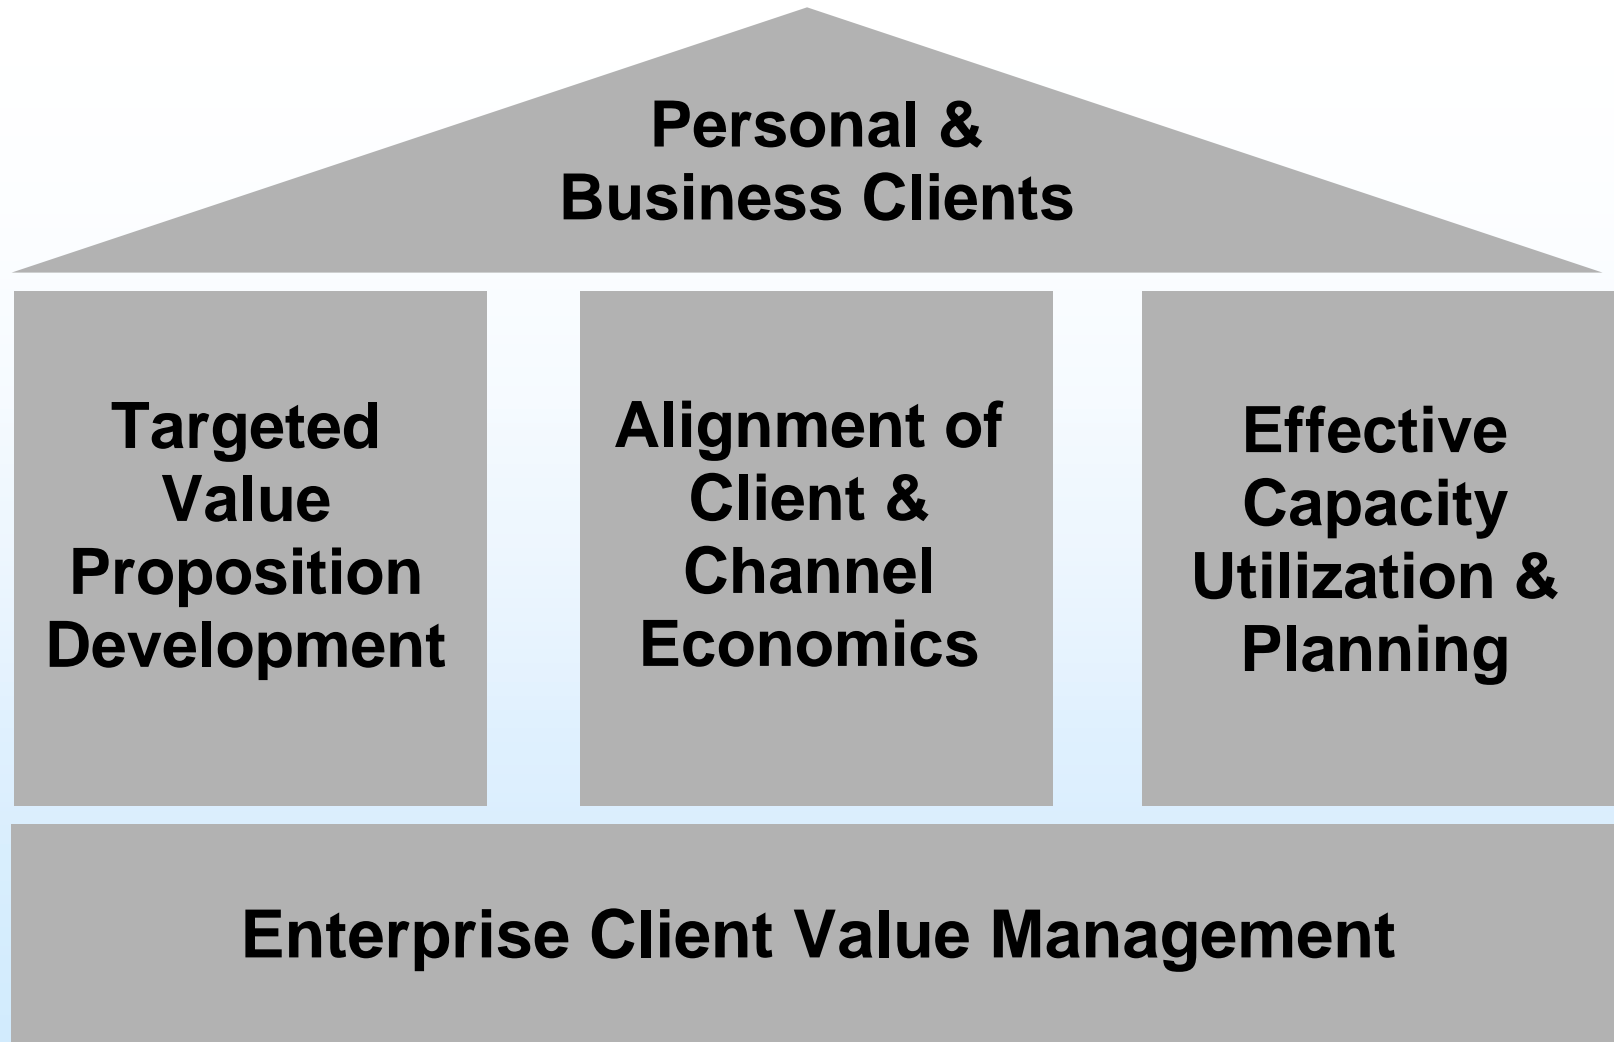 Personal &
Business Clients
Targeted
Value
Proposition
Development
Alignment of
Client &
Channel
Economics
Effective
Capacity
Utilization &
Planning
Enterprise Client Value Management